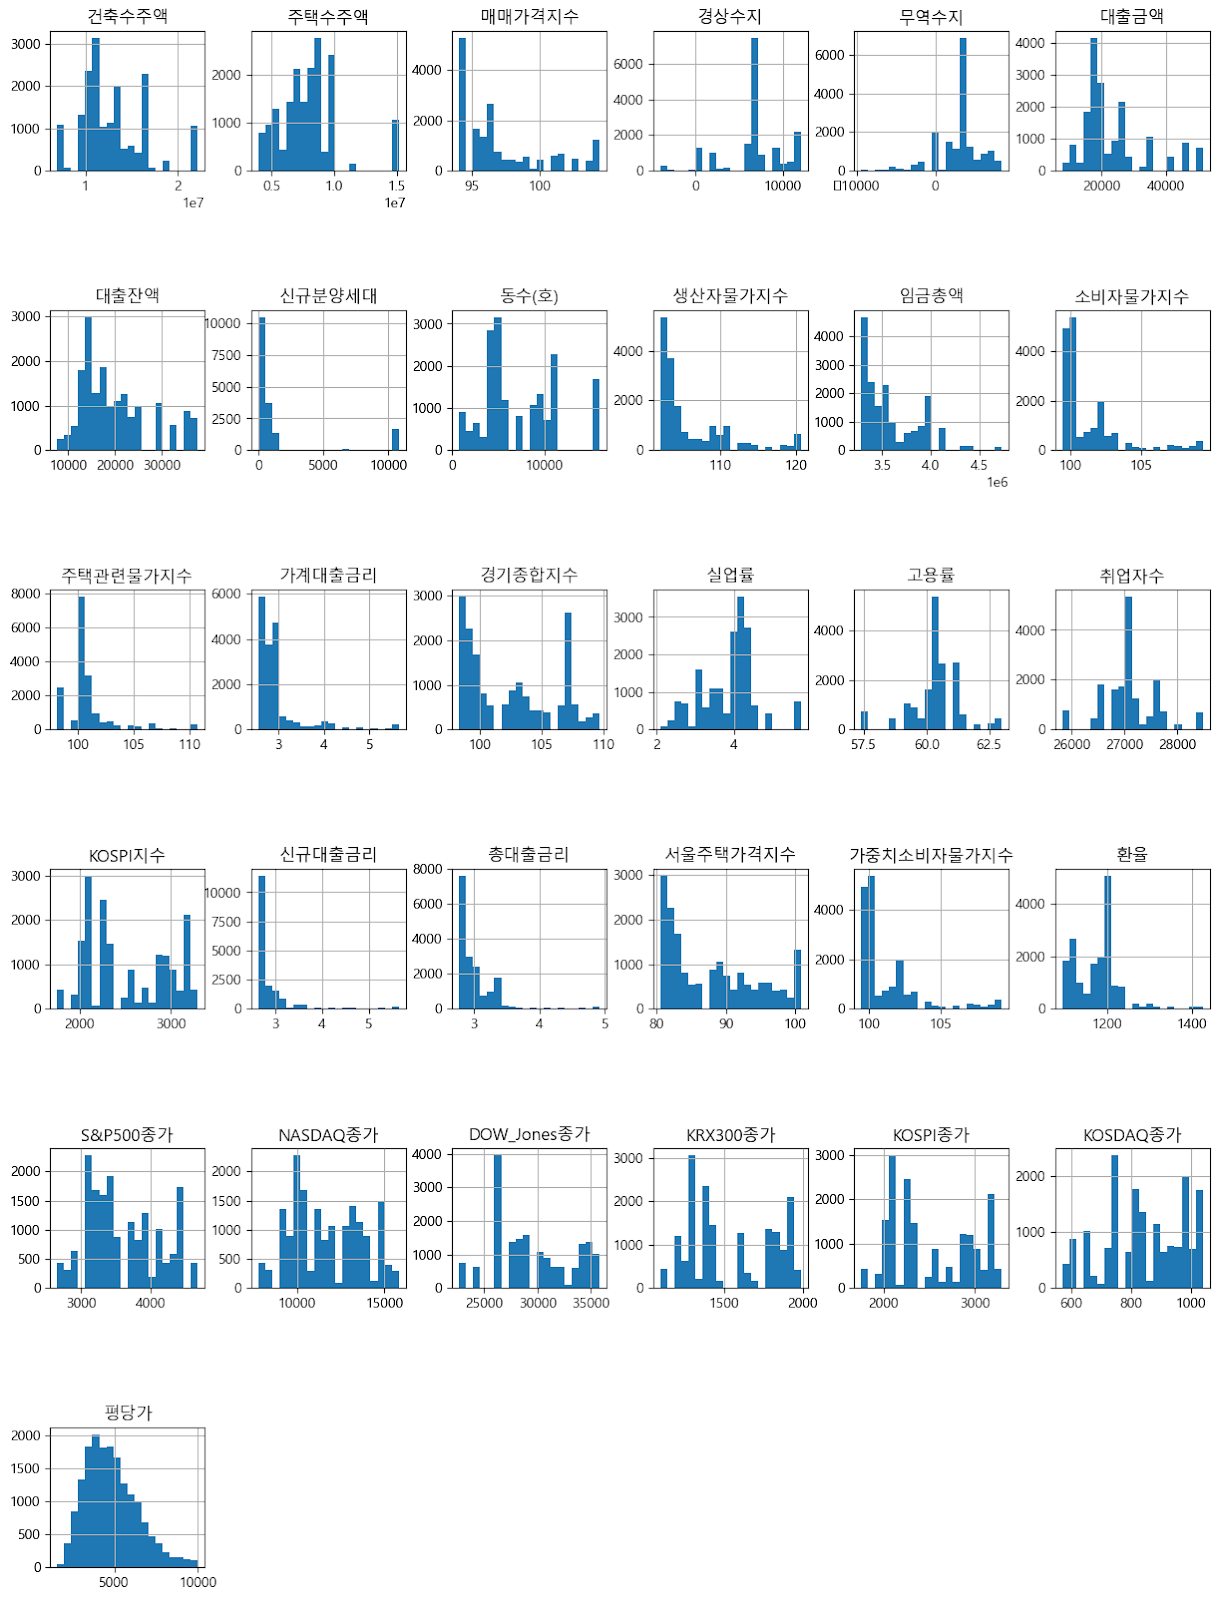 건축수주액 주택수주액 매매가격지수 경상수지 무역수지 대출금액
3000 2000 1000 0
1 2
1e7
2000 1000 0
0.5 1.0 1.5
1e7
4000 2000 0
95 100
6000 4000 2000 0
0 10000
6000 4000 2000 0
▯10000 0
4000 3000 2000 1000 0
20000 40000
대출잔액 신규분양세대 동수(호) 생산자물가지수 임금총액 소비자물가지수
3000 2000 1000 0
10000 20000 30000
10000 7500 5000 2500 0
0 5000 10000
3000 2000 1000 0
0 10000
4000 2000 0
110 120
4000 3000 2000 1000 0
3.5 4.0 4.5
1e6
4000 2000 0
100 105
주택관련물가지수 가계대출금리 경기종합지수 실업률 고용률 취업자수
8000 6000 4000 2000 0
100 105 110
6000 4000 2000 0
3 4 5
3000 2000 1000 0
100 105 110
3000 2000 1000 0
2 4
4000 2000 0
57.5 60.0 62.5
4000 2000 0
26000 27000 28000
KOSPI지수 신규대출금리 총대출금리 서울주택가격지수 가중치소비자물가지수 환율
3000 2000 1000 0
2000 3000
10000 7500 5000 2500 0
3 4 5
8000 6000 4000 2000 0
3 4 5
3000 2000 1000 0
80 90 100
4000 2000 0
100 105
4000 2000 0
1200 1400
S&P500종가 NASDAQ종가 DOW_Jones종가 KRX300종가 KOSPI종가 KOSDAQ종가
2000 1500 1000 500 0
3000 4000
2000 1500 1000 500 0
10000 15000
4000 3000 2000 1000 0
25000 30000 35000
3000 2000 1000 0
1500 2000
3000 2000 1000 0
2000 3000
2000 1000 0
600 800 1000
평당가
2000 1500 1000 500 0
5000 10000